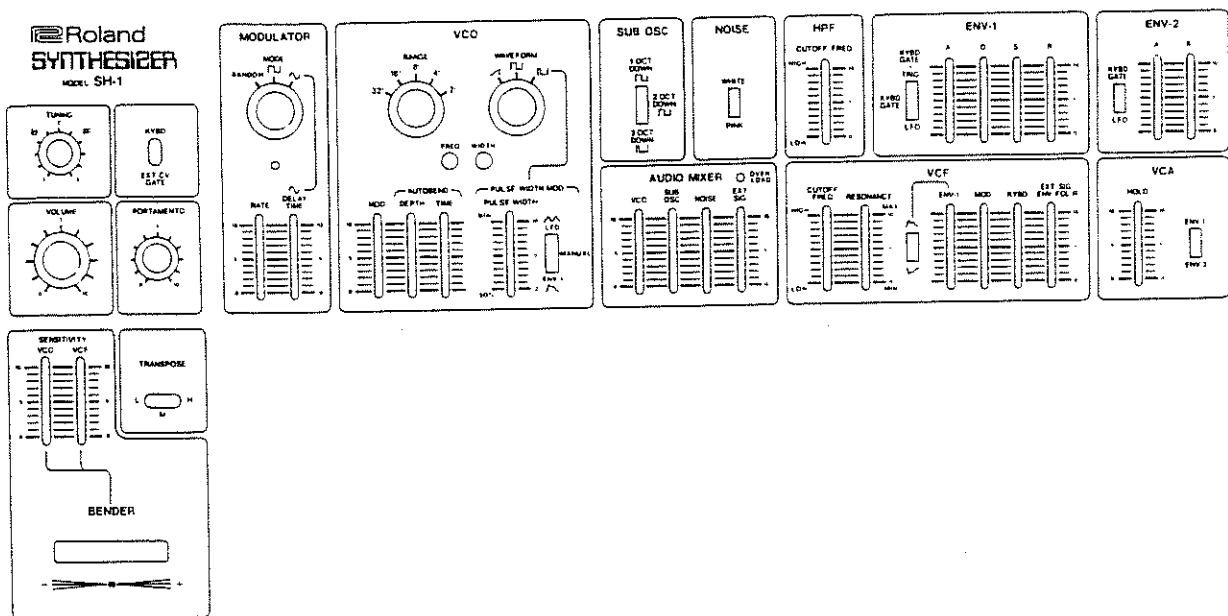 Roland
SYNTHESIZER
MODEL SH-1
TUNING
KYBD
EXT CV
GATE
VOLUME
PORTAMENTO
SENSITIVITY
VCO VCF
TRANSPOSE
L M H
BENDER
- +
MODULATOR
MODE
RANDOM
RATE
DELAY
TIME
VCO
RANGE
32' 16' 8' 4' 2'
WAVEFORM
FREQ WIDTH
AUTOBEND
MOD DEPTH TIME
PULSE WIDTH MOD
PULSE WIDTH
MIN
50%
LFO
MANUAL
ENV-1
SUB OSC
1 OCT
DOWN
2 OCT
DOWN
2 OCT
DOWN
NOISE
WHITE
PINK
AUDIO MIXER
OVER
LOAD
VCO
SUB
OSC
NOISE
EXT
SIG
HPF
CUTOFF FREQ
HIGH
LOW
ENV-1
KYBD
GATE
+
TRIG
KYBD
GATE
LFO
A D S R
VCF
CUTOFF
FREQ
RESONANCE
HIGH
LOW
MAX
MIN
ENV-1
MOD
KYBD
EXT SIG
ENV FOL'R
ENV-2
KYBD
GATE
LFO
A R
VCA
HOLD
ENV-1
ENV-2